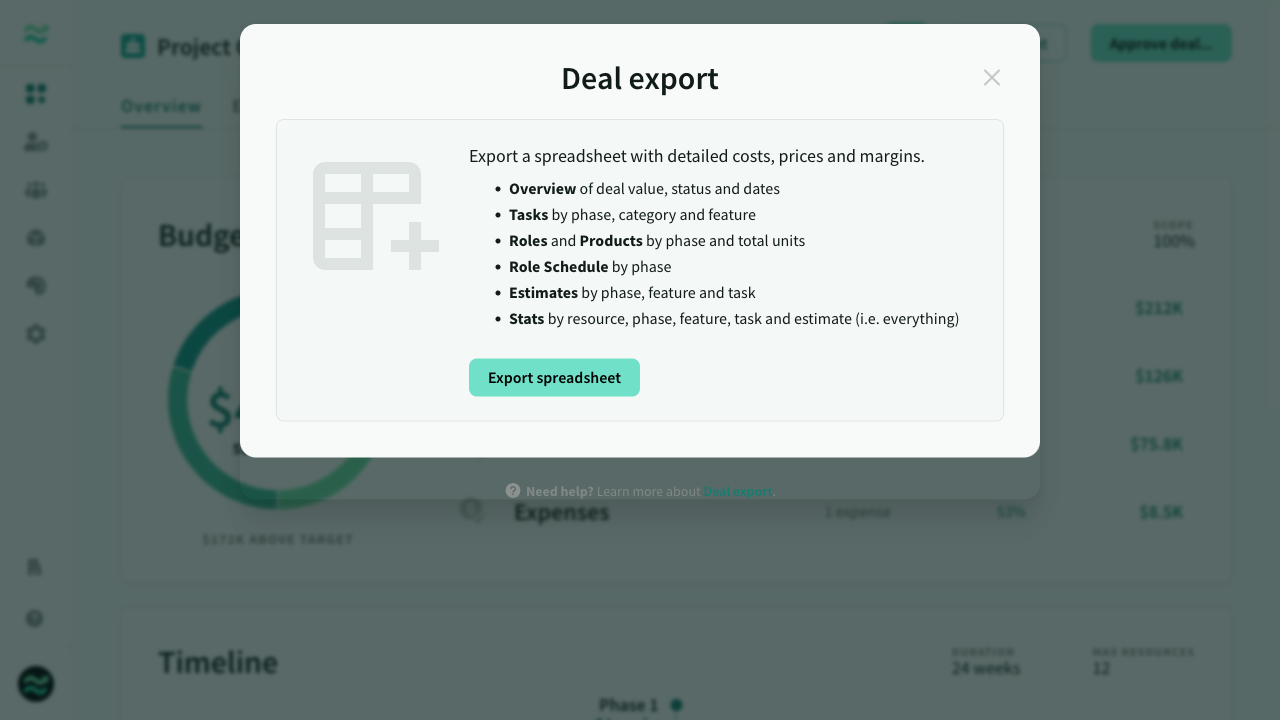 Project
Approve deal...
Overview
Deal export
Export a spreadsheet with detailed costs, prices and margins.
• Overview of deal value, status and dates
• Tasks by phase, category and feature
• Roles and Products by phase and total units
• Role Schedule by phase
• Estimates by phase, feature and task
• Stats by resource, phase, feature, task and estimate (i.e. everything)
Export spreadsheet
Need help? Learn more about Deal export.
SCOPE
100%
$212K
$126K
$75.8K
Expenses
1 expense
53%
$8.5K
$172K ABOVE TARGET
Timeline
DURATION
24 weeks
MAX RESOURCES
12
Phase 1